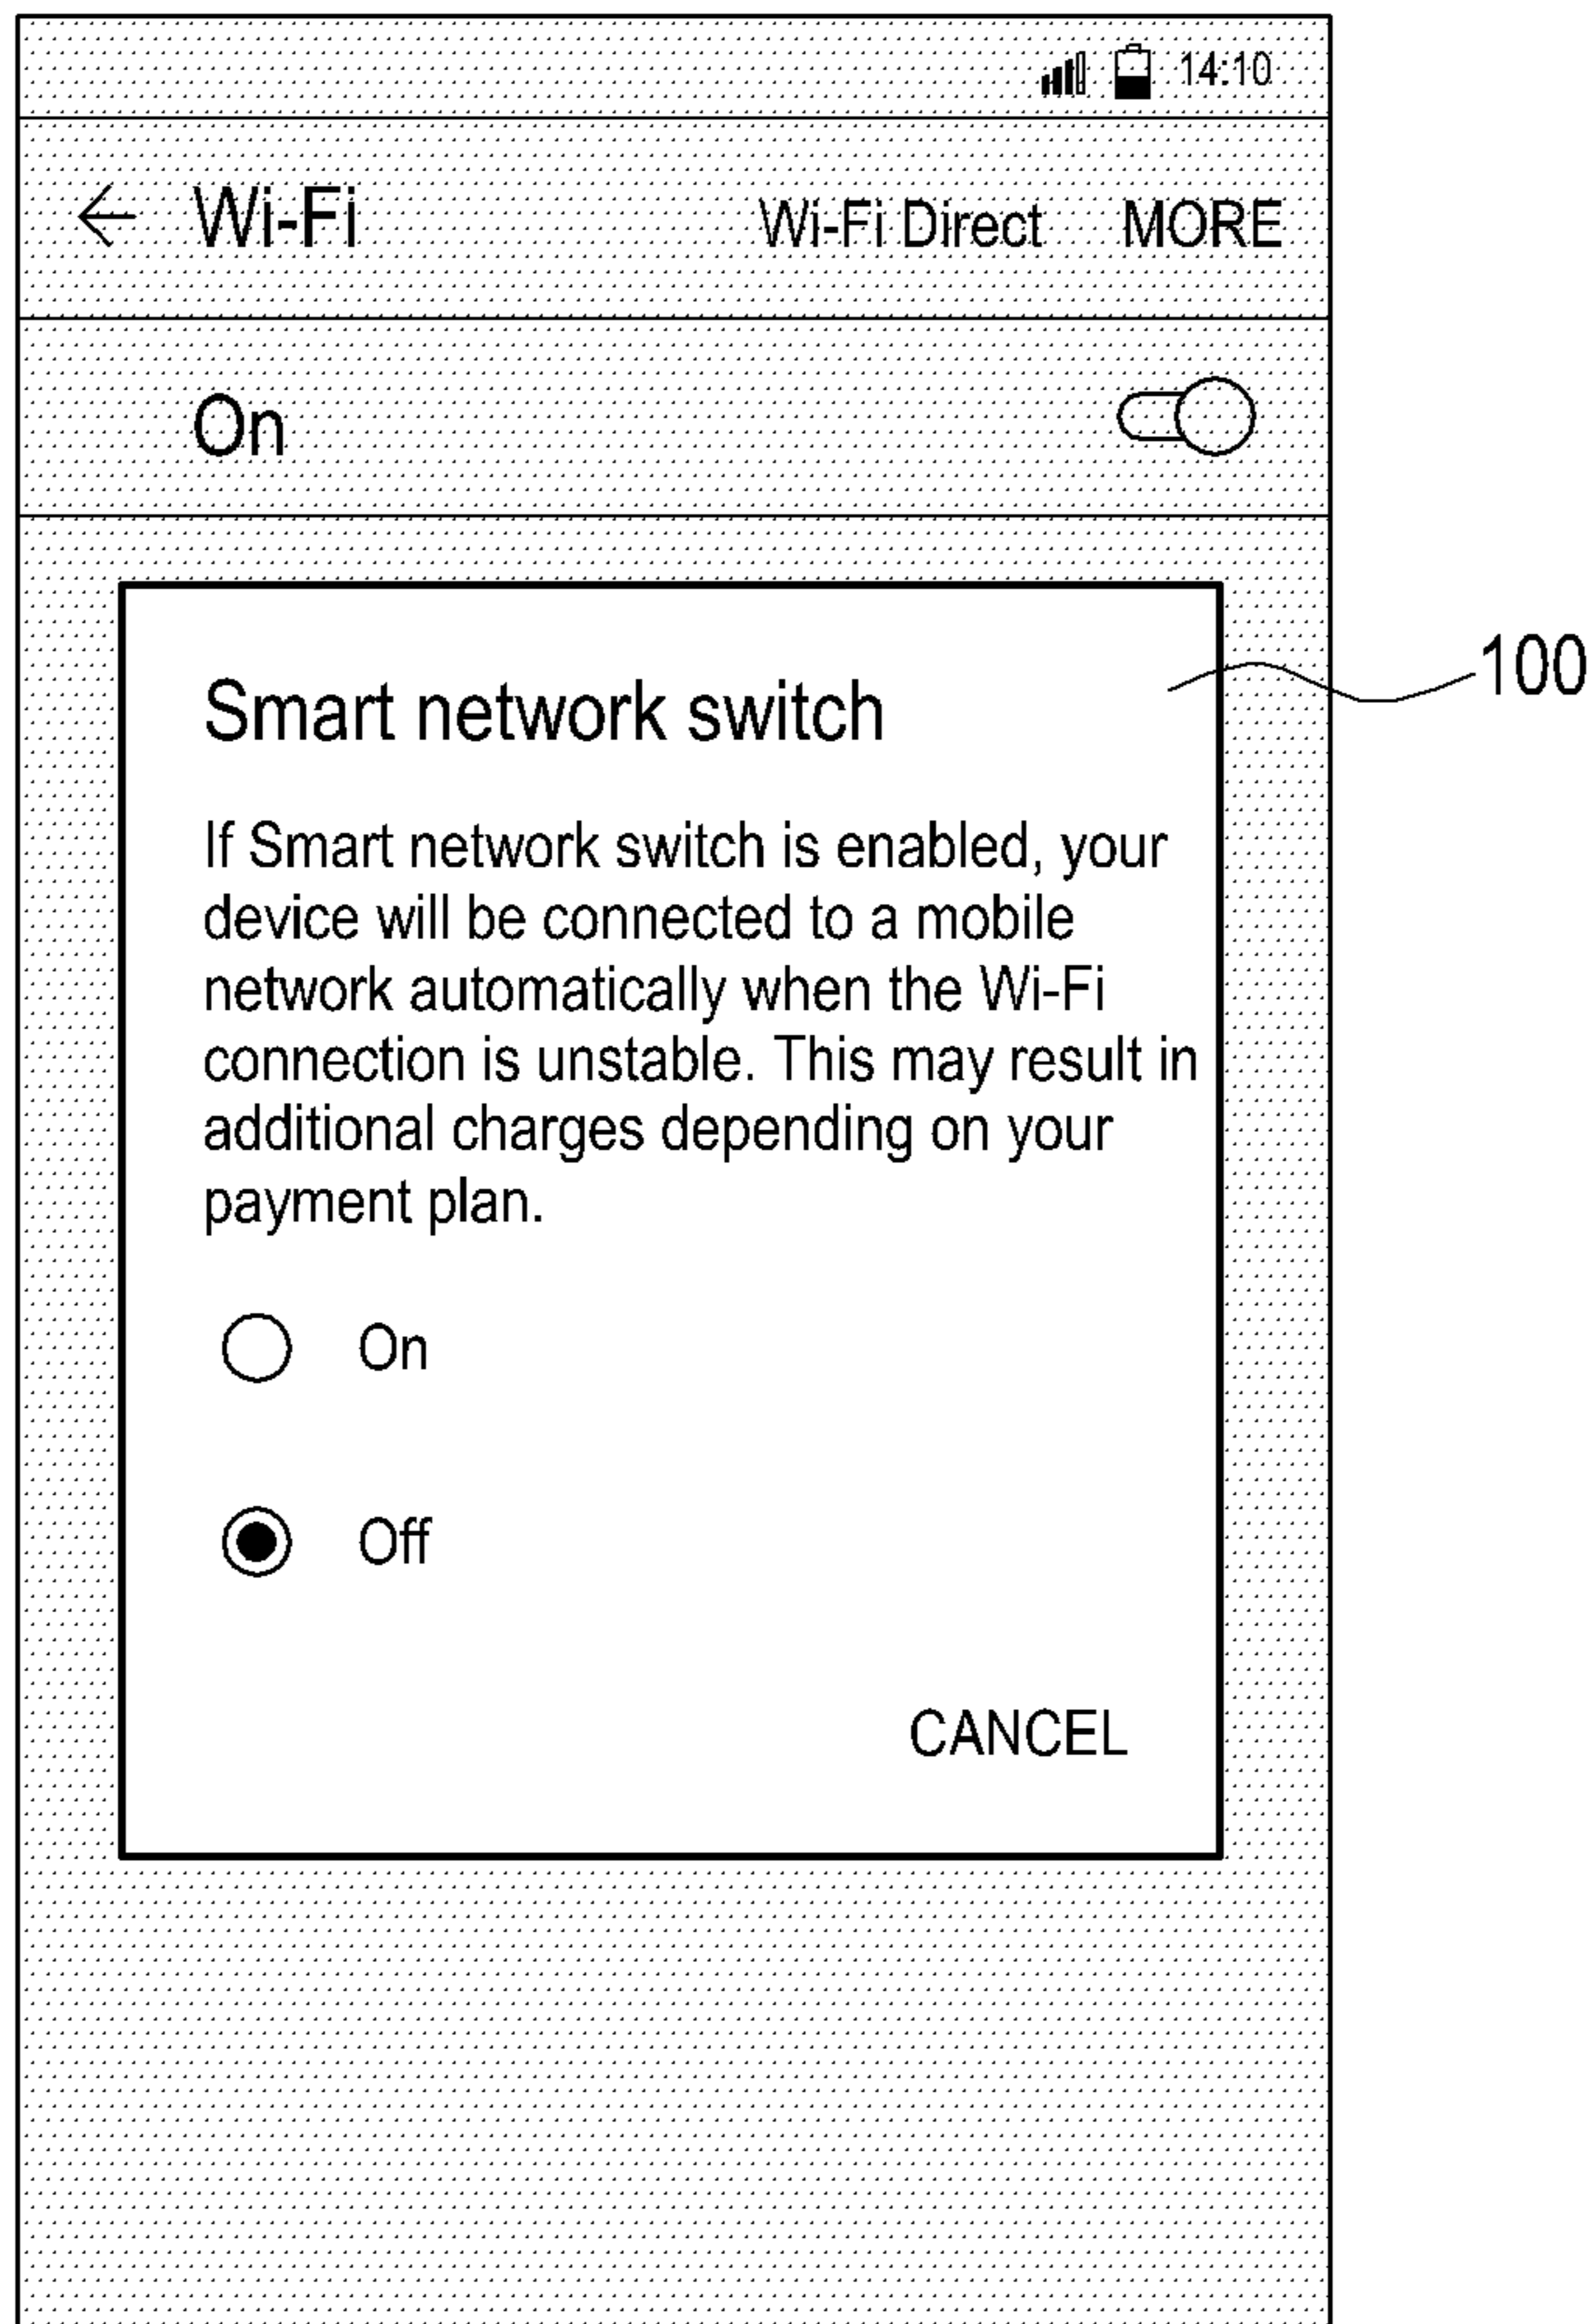 14:10
Wi-Fi Wi-Fi Direct MORE
On
100
Smart network switch
If Smart network switch is enabled, your
device will be connected to a mobile
network automatically when the Wi-Fi
connection is unstable. This may result in
additional charges depending on your
payment plan.
On
Off
CANCEL